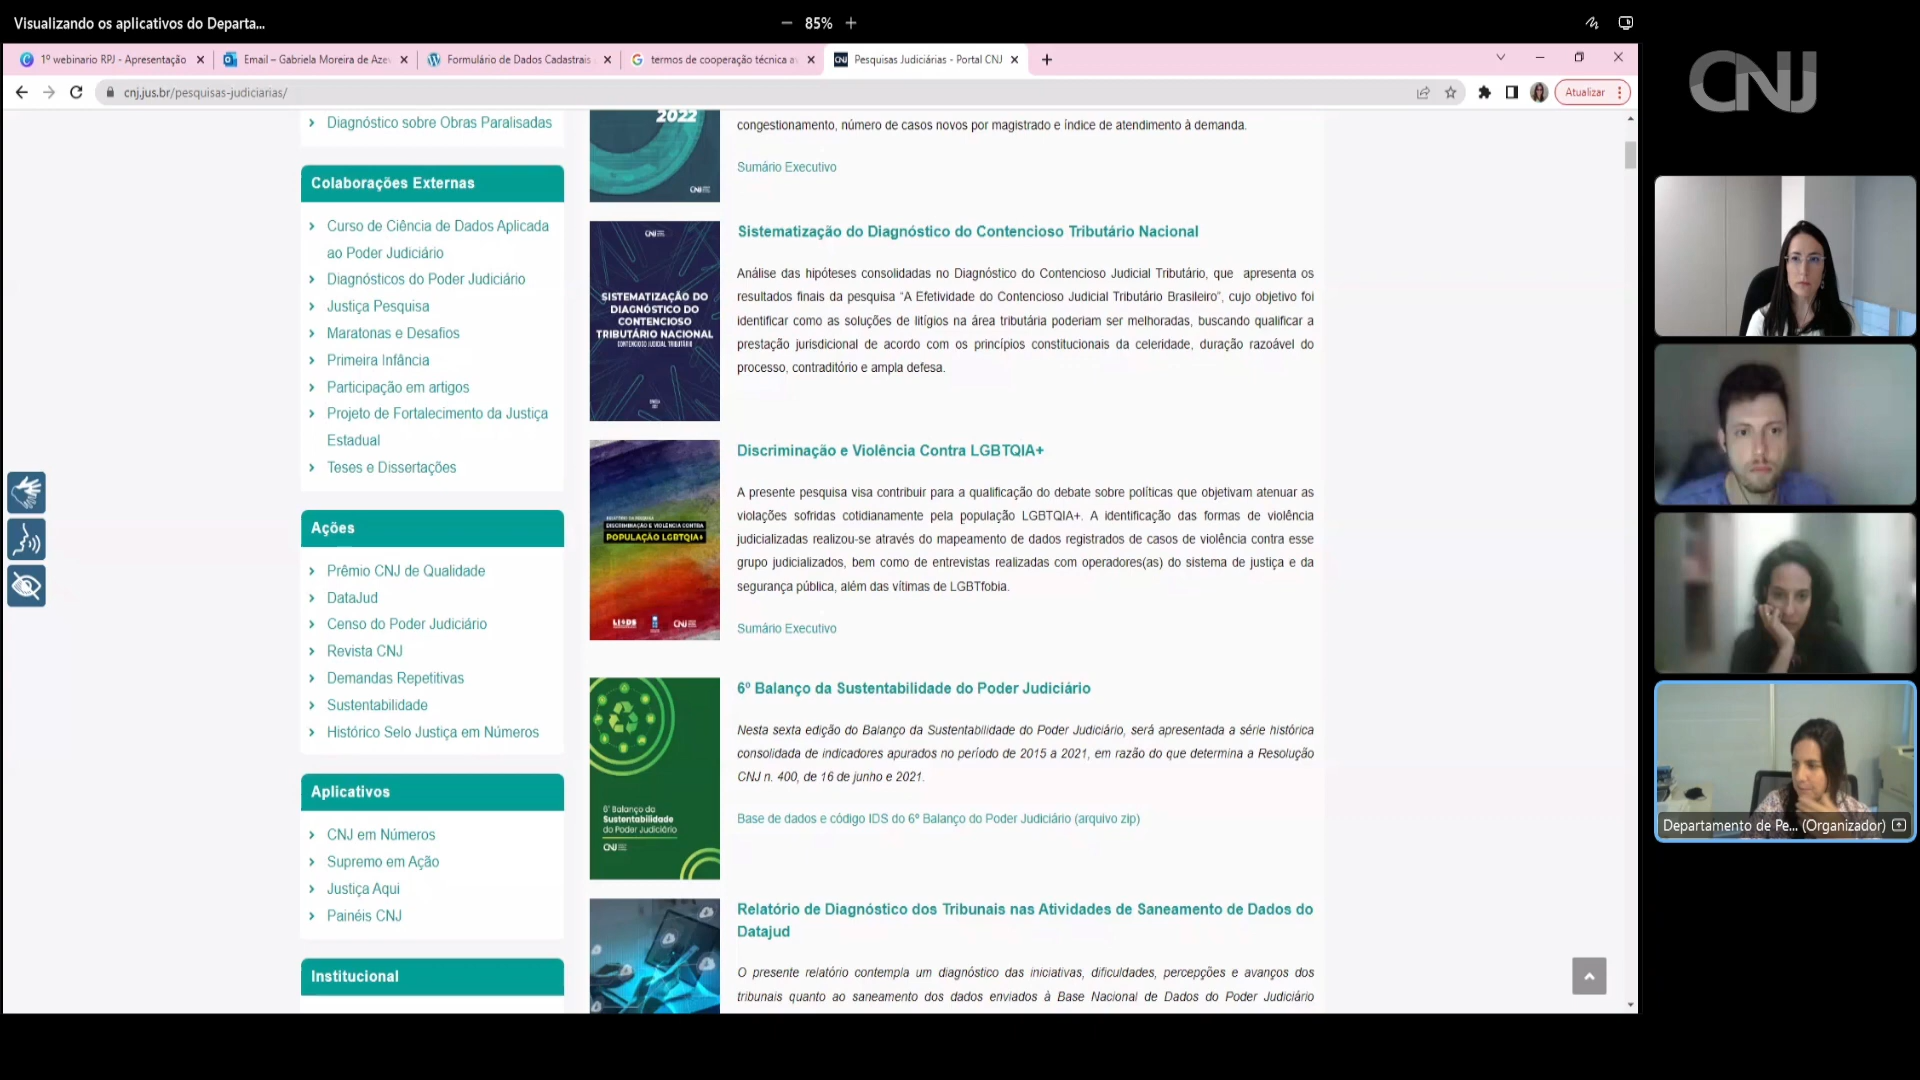 Visualizando os aplicativos do Departa...
85%
1º webinario RPJ - Apresentação
Email – Gabriela Moreira de Aze
Formulário de Dados Cadastrais
termos de cooperação técnica a
Pesquisas Judiciárias - Portal CNJ
cnj.jus.br/pesquisas-judiciarias/
Atualizar
CNJ
Diagnóstico sobre Obras Paralisadas
Colaborações Externas
Curso de Ciência de Dados Aplicada
ao Poder Judiciário
Diagnósticos do Poder Judiciário
Justiça Pesquisa
Maratonas e Desafios
Primeira Infância
Participação em artigos
Projeto de Fortalecimento da Justiça
Estadual
Teses e Dissertações
Ações
Prêmio CNJ de Qualidade
DataJud
Censo do Poder Judiciário
Revista CNJ
Demandas Repetitivas
Sustentabilidade
Histórico Selo Justiça em Números
Aplicativos
CNJ em Números
Supremo em Ação
Justiça Aqui
Painéis CNJ
Institucional
2022
CNJ
congestionamento, número de casos novos por magistrado e índice de atendimento à demanda.
Sumário Executivo
CNJ
SISTEMATIZAÇÃO DO
DIAGNÓSTICO DO
CONTENCIOSO
TRIBUTÁRIO NACIONAL
CONTENCIOSO JUDICIAL TRIBUTÁRIO
Sistematização do Diagnóstico do Contencioso Tributário Nacional
Análise das hipóteses consolidadas no Diagnóstico do Contencioso Judicial Tributário, que apresenta os
resultados finais da pesquisa “A Efetividade do Contencioso Judicial Tributário Brasileiro”, cujo objetivo foi
identificar como as soluções de litígios na área tributária poderiam ser melhoradas, buscando qualificar a
prestação jurisdicional de acordo com os princípios constitucionais da celeridade, duração razoável do
processo, contraditório e ampla defesa.
DISCRIMINAÇÃO E VIOLÊNCIA CONTRA
POPULAÇÃO LGBTQIA+
LIODS
CNJ
Discriminação e Violência Contra LGBTQIA+
A presente pesquisa visa contribuir para a qualificação do debate sobre políticas que objetivam atenuar as
violações sofridas cotidianamente pela população LGBTQIA+. A identificação das formas de violência
judicializadas realizou-se através do mapeamento de dados registrados de casos de violência contra esse
grupo judicializados, bem como de entrevistas realizadas com operadores(as) do sistema de justiça e da
segurança pública, além das vítimas de LGBTfobia.
Sumário Executivo
6º Balanço da
Sustentabilidade
do Poder Judiciário
CNJ
6º Balanço da Sustentabilidade do Poder Judiciário
Nesta sexta edição do Balanço da Sustentabilidade do Poder Judiciário, será apresentada a série histórica
consolidada de indicadores apurados no período de 2015 a 2021, em razão do que determina a Resolução
CNJ n. 400, de 16 de junho e 2021.
Base de dados e código IDS do 6º Balanço do Poder Judiciário (arquivo zip)
Relatório de Diagnóstico dos Tribunais nas Atividades de Saneamento de Dados do
Datajud
O presente relatório contempla um diagnóstico das iniciativas, dificuldades, percepções e avanços dos
tribunais quanto ao saneamento dos dados enviados à Base Nacional de Dados do Poder Judiciário
CNJ
Departamento de Pe... (Organizador)